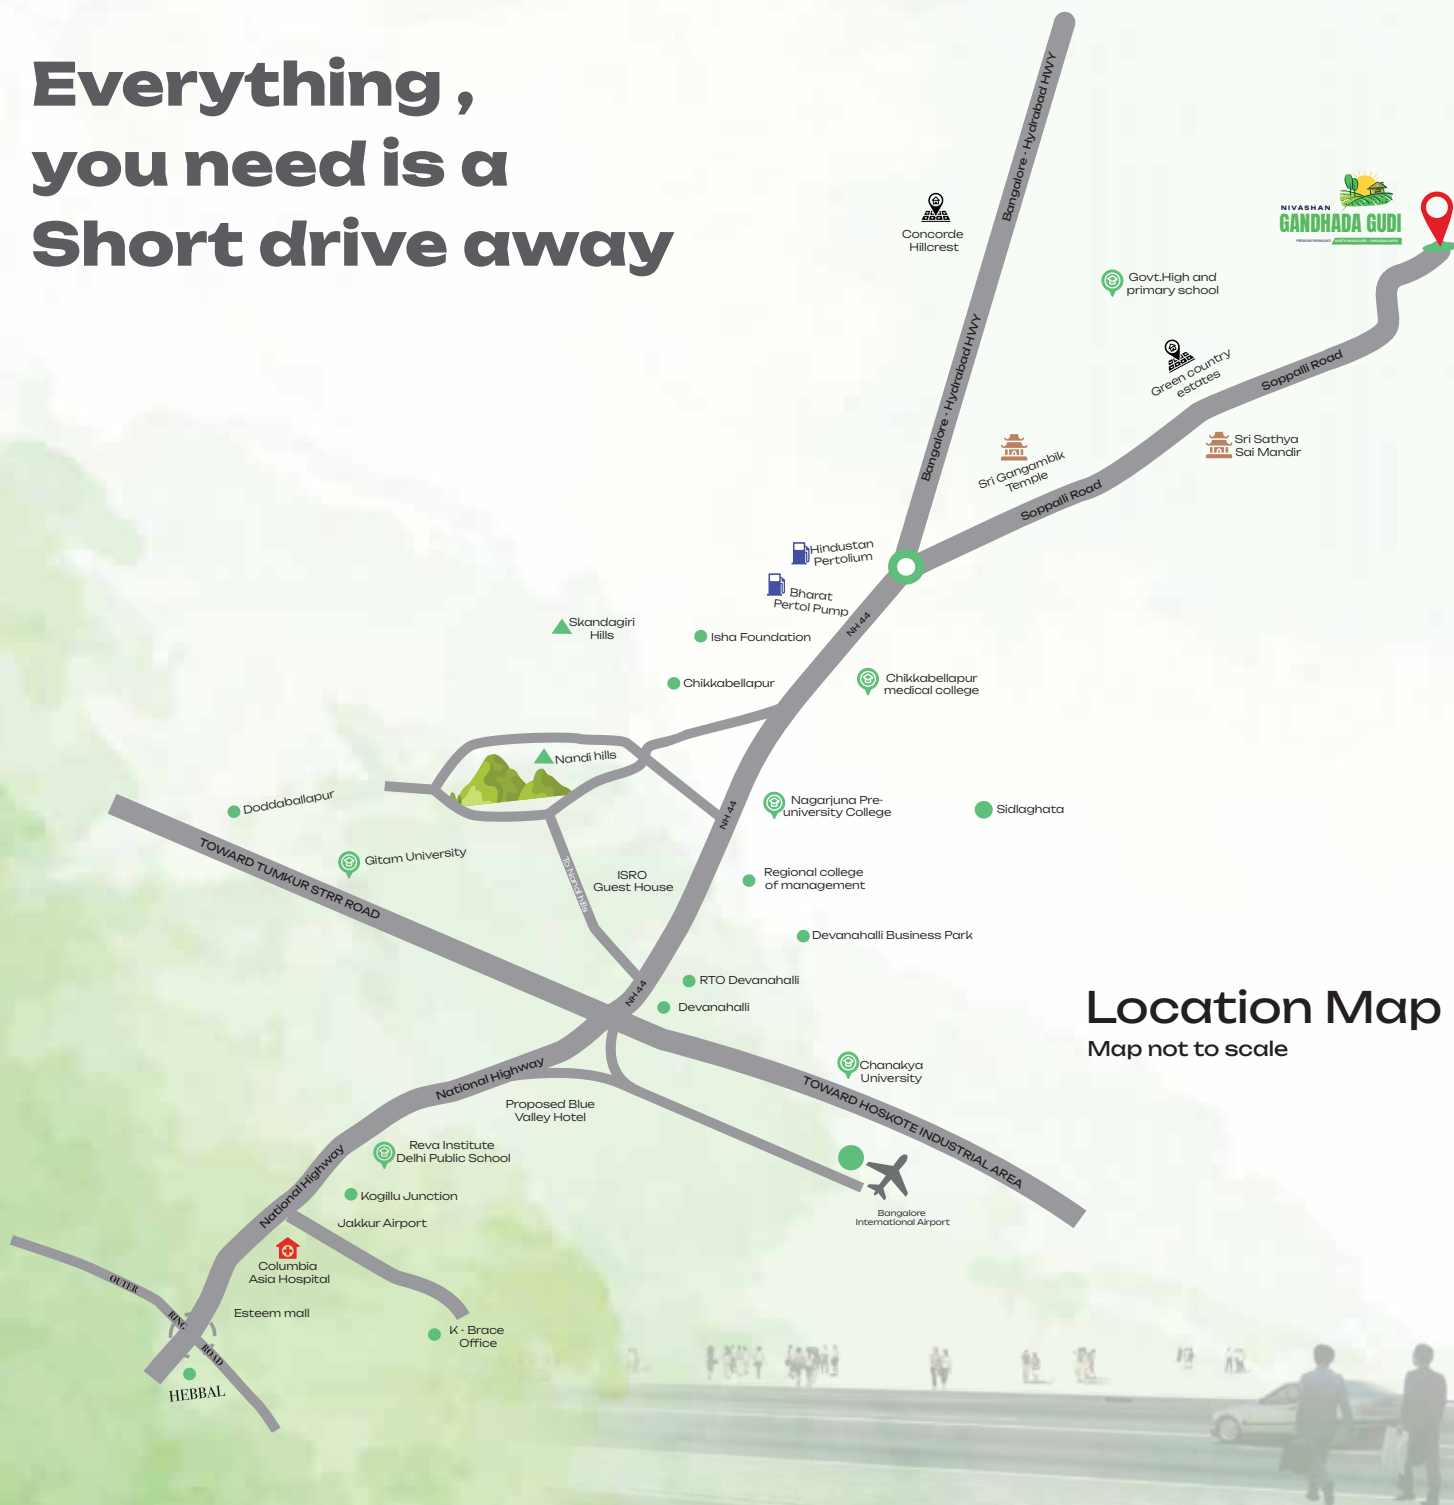 Everything ,
you need is a
Short drive away
Bangalore - Hydrabad HWY
NIVASHAN
GANDHADA GUDI
Concorde
Hillcrest
Govt.High and
primary school
Bangalore - Hydrabad HWY
Green country
estates
Soppalli Road
Sri Sathya
Sai Mandir
Sri Gangambik
Temple
Soppalli Road
Hindustan
Pertolium
Bharat
Pertol Pump
NH 44
Skandagiri
Hills
Isha Foundation
Chikkabellapur
Chikkabellapur
medical college
Nandi hills
Doddaballapur
NH 44
Nagarjuna Pre-
university College
Sidlaghata
TOWARD TUMKUR STRR ROAD
Gitam University
To Nandi hills
ISRO
Guest House
Regional college
of management
Devanahalli Business Park
RTO Devanahalli
NH 44
Devanahalli
Location Map
Map not to scale
National Highway
Chanakya
University
TOWARD HOSKOTE INDUSTRIAL AREA
Proposed Blue
Valley Hotel
Reva Institute
Delhi Public School
National Highway
Kogillu Junction
Jakkur Airport
Bangalore
International Airport
Columbia
Asia Hospital
OUTER
RING
ROAD
Esteem mall
K - Brace
Office
HEBBAL